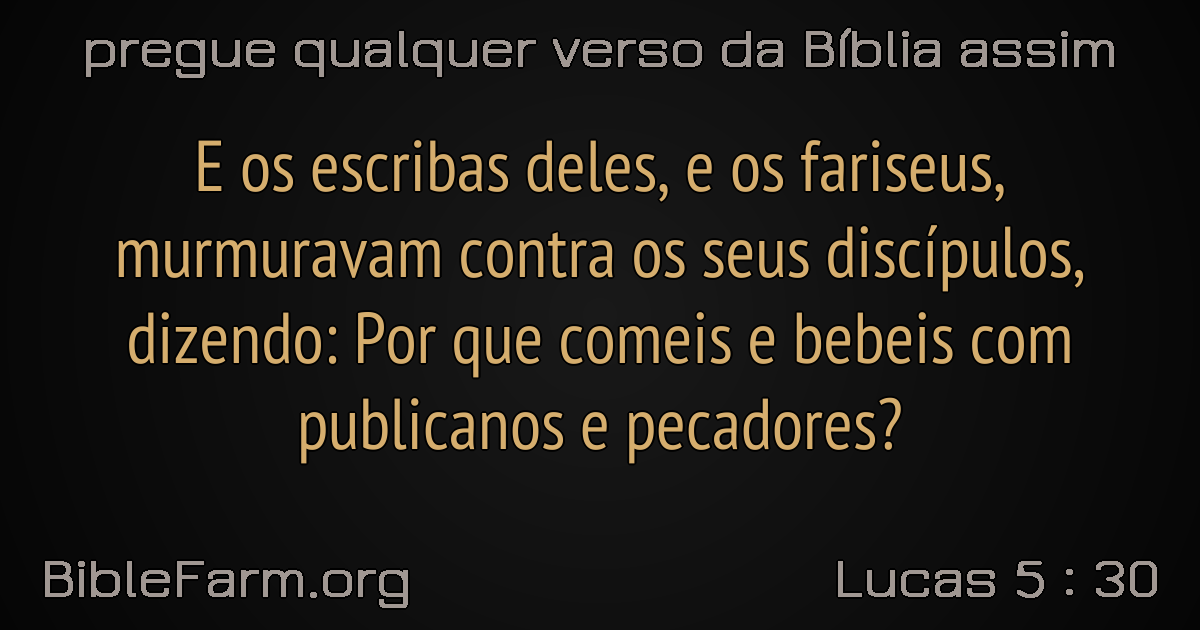 pregue qualquer verso da Bíblia assim
E os escribas deles, e os fariseus,
murmuravam contra os seus discípulos,
dizendo: Por que comeis e bebeis com
publicanos e pecadores?
BibleFarm.org
Lucas 5 : 30